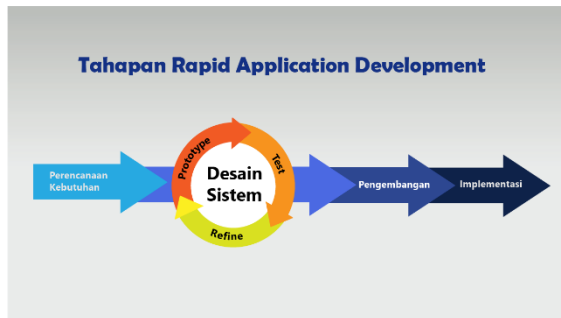 Tahapan Rapid Application Development
Perencanaan
Kebutuhan
Prototype
Test
Refine
Desain
Sistem
Pengembangan
Implementasi